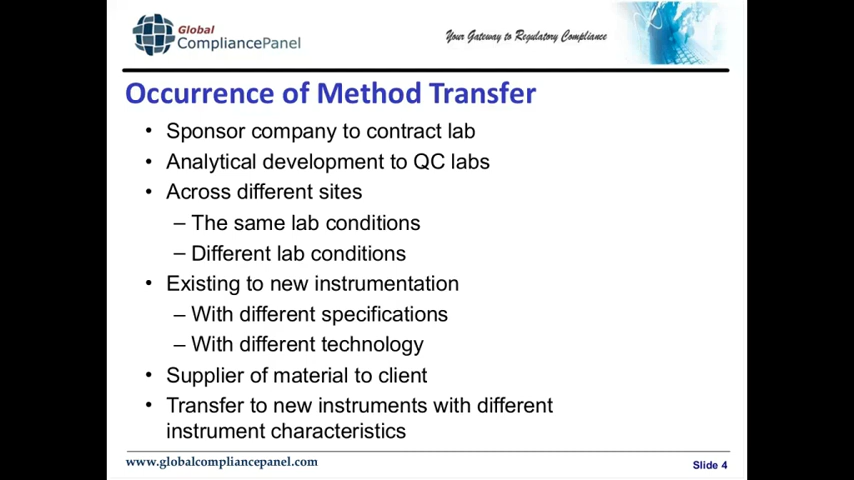 Global
CompliancePanel
Your Gateway to Regulatory Compliance
Occurrence of Method Transfer
• Sponsor company to contract lab
• Analytical development to QC labs
• Across different sites
– The same lab conditions
– Different lab conditions
• Existing to new instrumentation
– With different specifications
– With different technology
• Supplier of material to client
• Transfer to new instruments with different
instrument characteristics
www.globalcompliancepanel.com
Slide 4